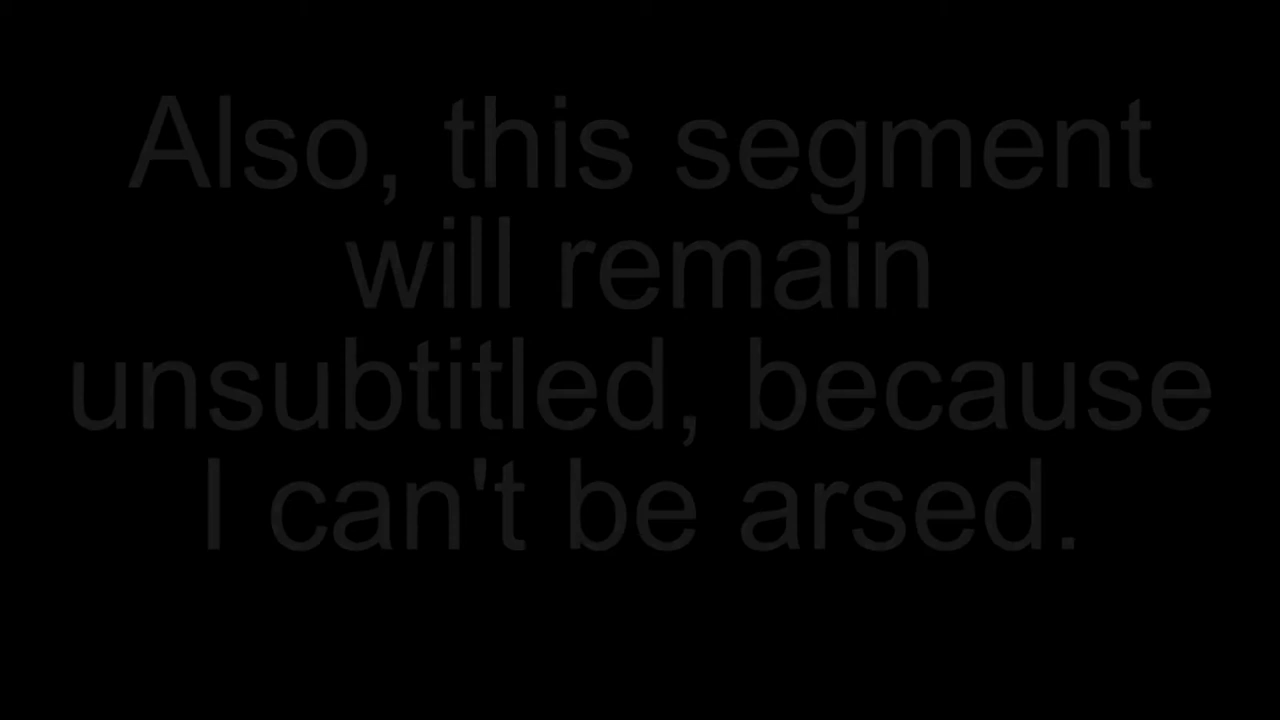 Also, this segment
will remain
unsubtitled, because
I can't be arsed.